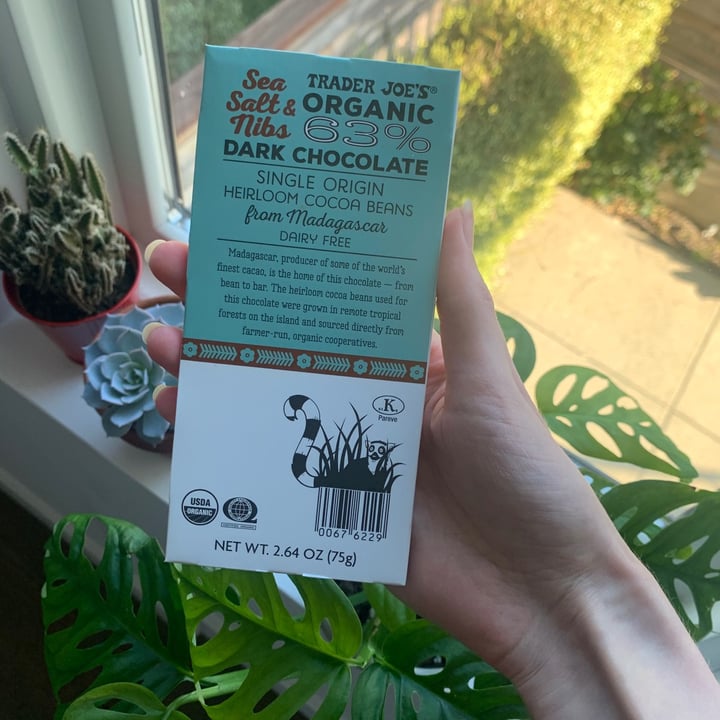 Sea
Salt &
Nibs
TRADER JOE'S®
ORGANIC
63%
DARK CHOCOLATE
SINGLE ORIGIN
HEIRLOOM COCOA BEANS
from Madagascar
DAIRY FREE
Madagascar, producer of some of the world's
finest cacao, is the home of this chocolate — from
bean to bar. The heirloom cocoa beans used for
this chocolate were grown in remote tropical
forests on the island and sourced directly from
farmer-run, organic cooperatives.
K
Pareve
USDA
ORGANIC
0067 6229
NET WT. 2.64 OZ (75g)